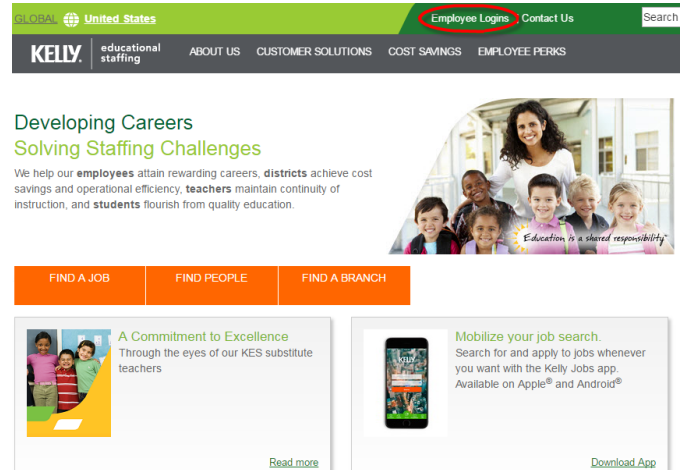 GLOBAL United States
Employee Logins Contact Us
Search
KELLY. educational
staffing
ABOUT US CUSTOMER SOLUTIONS COST SAVINGS EMPLOYEE PERKS
Developing Careers
Solving Staffing Challenges
We help our employees attain rewarding careers, districts achieve cost
savings and operational efficiency, teachers maintain continuity of
instruction, and students flourish from quality education.
Education is a shared responsibility™
FIND A JOB FIND PEOPLE FIND A BRANCH
A Commitment to Excellence
Through the eyes of our KES substitute
teachers
Read more
KELLY
Mobilize your job search.
Search for and apply to jobs whenever
you want with the Kelly Jobs app.
Available on Apple® and Android®
Download App